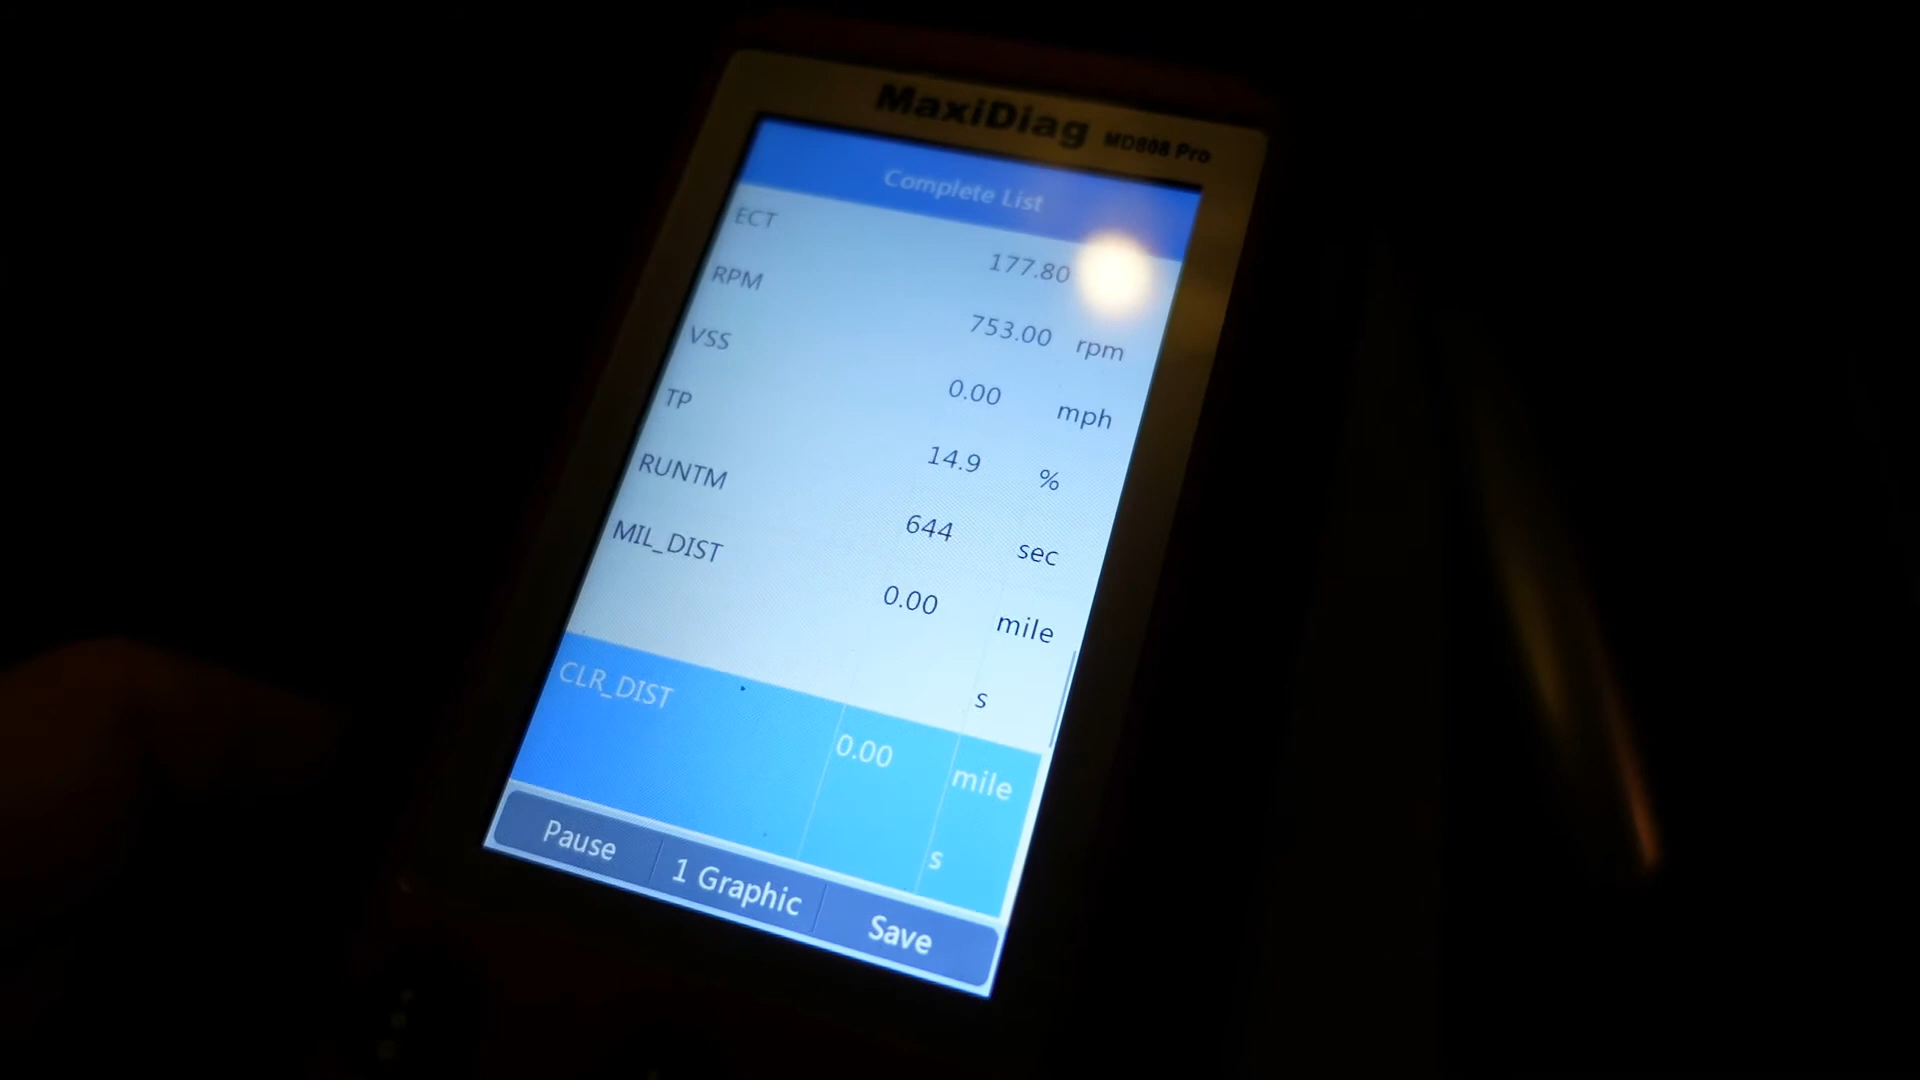 MaxiDiag MD808 Pro
Complete List
ECT 177.80
RPM 753.00 rpm
VSS 0.00 mph
TP 14.9 %
RUNTM 644 sec
MIL_DIST 0.00 mile
s
CLR_DIST 0.00 mile
s
Pause 1 Graphic Save